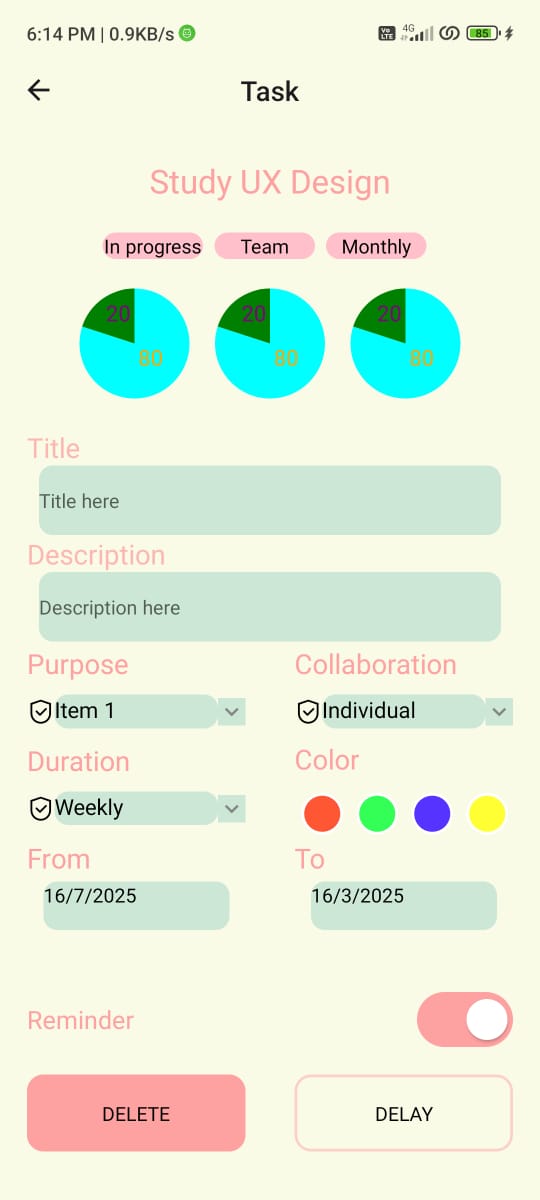 6:14 PM | 0.9KB/s
Vo LTE 4G 85
Task
Study UX Design
In progress Team Monthly
20 20 20
80 80 80
Title
Title here
Description
Description here
Purpose Collaboration
Item 1 Individual
Duration Color
Weekly
From To
16/7/2025 16/3/2025
Reminder
DELETE DELAY